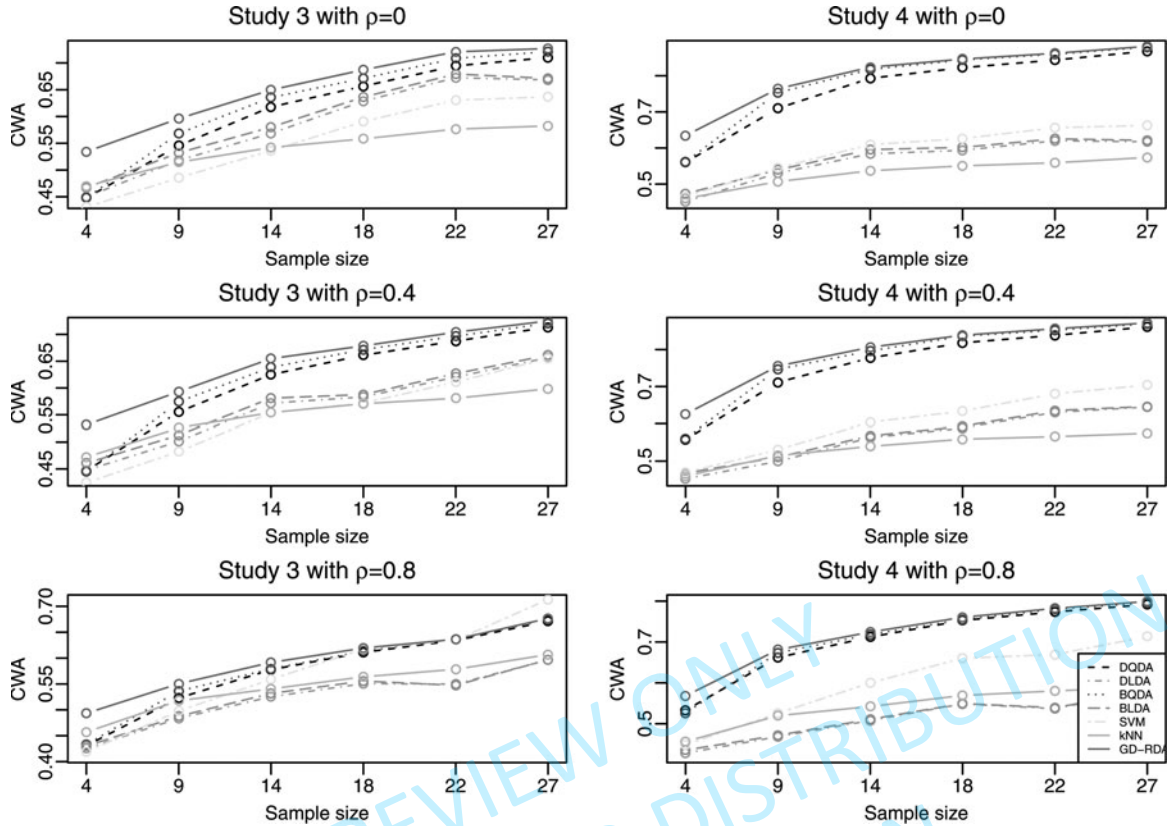 Study 3 with ρ=0
CWA
0.45 0.55 0.65
4 9 14 18 22 27
Sample size
Study 4 with ρ=0
CWA
0.5 0.7
4 9 14 18 22 27
Sample size
Study 3 with ρ=0.4
CWA
0.45 0.55 0.65
4 9 14 18 22 27
Sample size
Study 4 with ρ=0.4
CWA
0.5 0.7
4 9 14 18 22 27
Sample size
Study 3 with ρ=0.8
CWA
0.40 0.55 0.70
4 9 14 18 22 27
Sample size
Study 4 with ρ=0.8
CWA
0.5 0.7
4 9 14 18 22 27
Sample size
DQDA
DLDA
BQDA
BLDA
SVM
kNN
GD−RDA
REVIEW ONLY
DISTRIBUTION